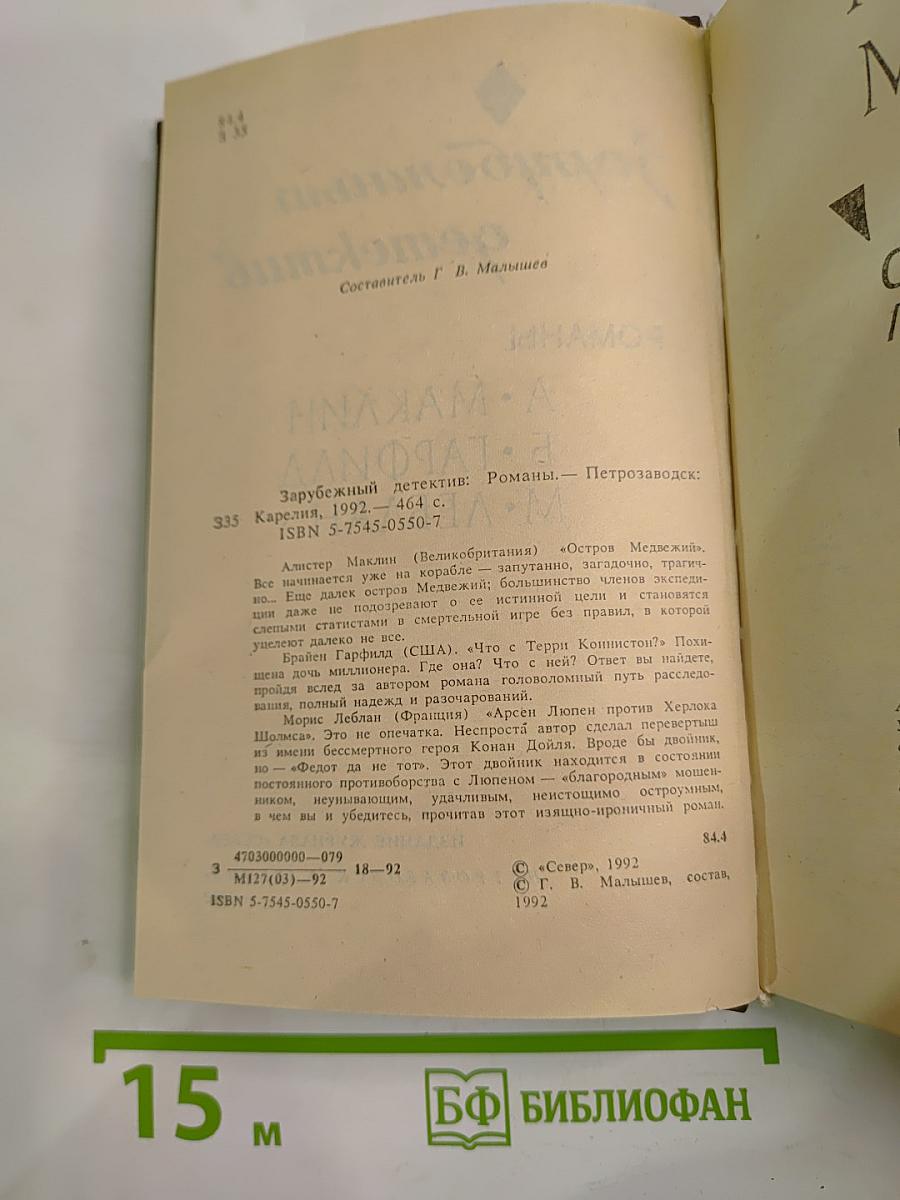 84.4
З 35
Составитель Г В. Малышев
Зарубежный детектив: Романы.— Петрозаводск:
З35 Карелия, 1992.— 464 с.
ISBN 5-7545-0550-7
Алистер Маклин (Великобритания) «Остров Медвежий».
Все начинается уже на корабле — запутанно, загадочно, трагич-
но... Еще далек остров Медвежий; большинство членов экспеди-
ции даже не подозревают о ее истинной цели и становятся
слепыми статистами в смертельной игре без правил, в которой
уцелеют далеко не все.
Брайен Гарфилд (США). «Что с Терри Коннистон?» Похи-
щена дочь миллионера. Где она? Что с ней? Ответ вы найдете,
пройдя вслед за автором романа головоломный путь расследо-
вания, полный надежд и разочарований.
Морис Леблан (Франция) «Арсен Люпен против Херлока
Шолмса». Это не опечатка. Неспроста автор сделал перевертыш
из имени бессмертного героя Конан Дойля. Вроде бы двойник,
но — «Федот да не тот». Этот двойник находится в состоянии
постоянного противоборства с Люпеном — «благородным» мошен-
ником, неунывающим, удачливым, неистощимо остроумным,
в чем вы и убедитесь, прочитав этот изящно-ироничный роман.
84.4
З 4703000000—079 18—92
М127(03)—92
ISBN 5-7545-0550-7
© «Север», 1992
© Г. В. Малышев, состав,
1992
15 м
БФ БИБЛИОФАН